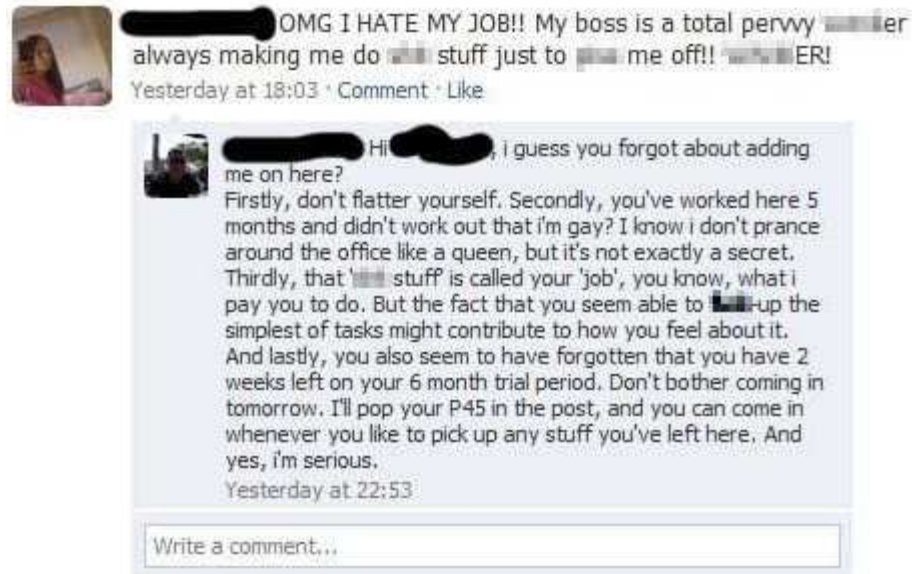 OMG I HATE MY JOB!! My boss is a total pervvy er
always making me do stuff just to me off!! ER!
Yesterday at 18:03 · Comment · Like
Hi , i guess you forgot about adding
me on here?
Firstly, don't flatter yourself. Secondly, you've worked here 5
months and didn't work out that i'm gay? I know i don't prance
around the office like a queen, but it's not exactly a secret.
Thirdly, that ' stuff' is called your 'job', you know, what i
pay you to do. But the fact that you seem able to -up the
simplest of tasks might contribute to how you feel about it.
And lastly, you also seem to have forgotten that you have 2
weeks left on your 6 month trial period. Don't bother coming in
tomorrow. I'll pop your P45 in the post, and you can come in
whenever you like to pick up any stuff you've left here. And
yes, i'm serious.
Yesterday at 22:53
Write a comment...